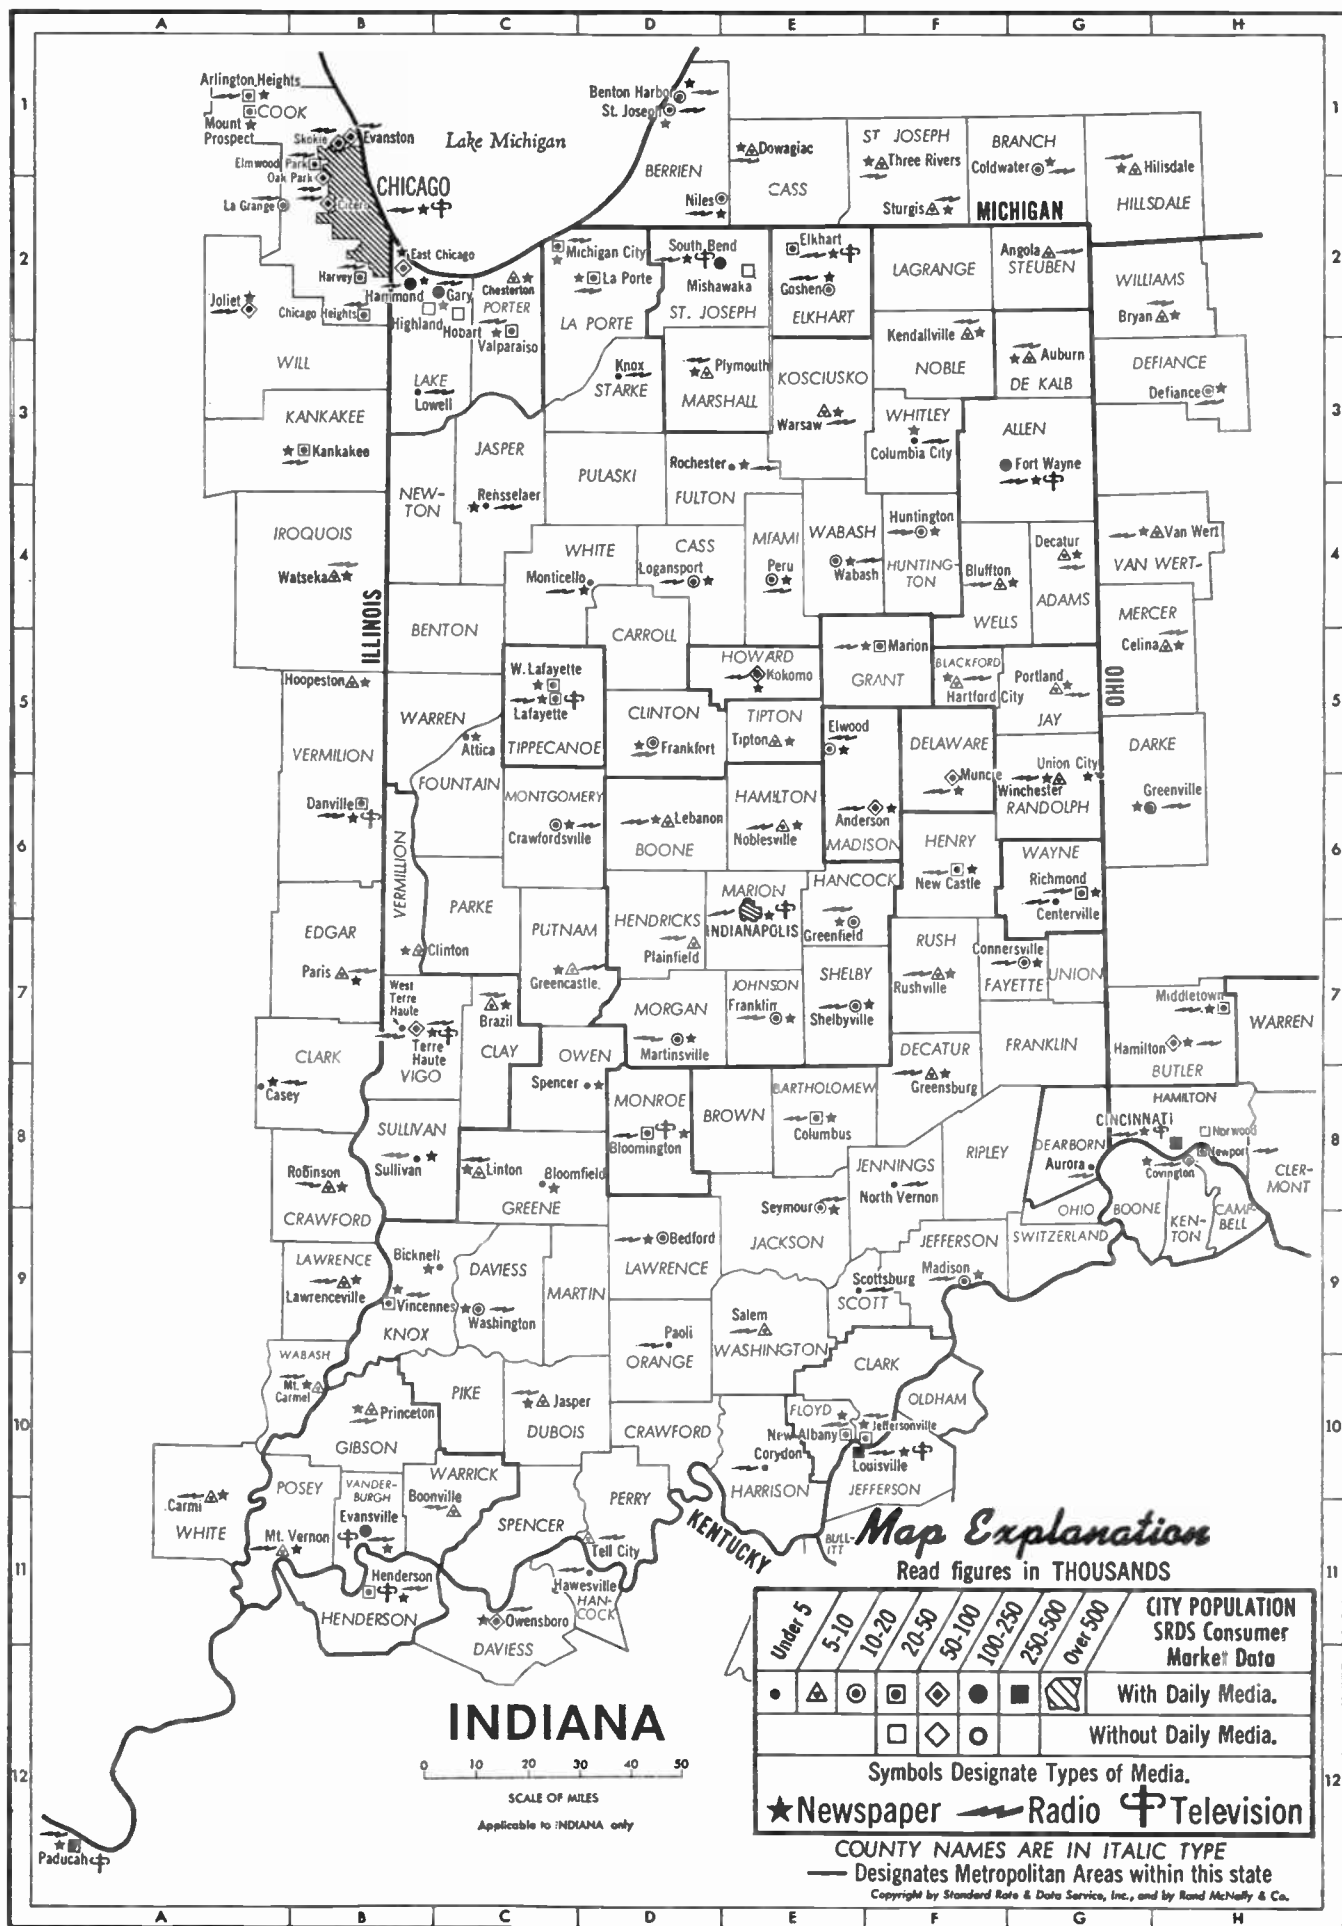 A B C D E F G H
1
Arlington Heights
COOK
Mount
Prospect
Skokie
Evanston
Elmwood Park
Oak Park
CHICAGO
La Grange
Cicero
Lake Michigan
Benton Harbor
St. Joseph
BERRIEN
Niles
Dowagiac
CASS
ST JOSEPH
Three Rivers
Sturgis
BRANCH
Coldwater
MICHIGAN
Hillsdale
HILLSDALE
1
2
East Chicago
Harvey
Hammond
Gary
Joliet
Chicago Heights
Highland
Hobart
Chesterton
PORTER
Valparaiso
Michigan City
La Porte
LA PORTE
South Bend
Mishawaka
ST. JOSEPH
Elkhart
Goshen
ELKHART
LAGRANGE
Angola
STEUBEN
WILLIAMS
Bryan
2
3
WILL
LAKE
Lowell
KANKAKEE
Kankakee
Knox
STARKE
Plymouth
MARSHALL
KOSCIUSKO
Warsaw
Kendallville
NOBLE
Auburn
DE KALB
DEFIANCE
Defiance
WHITLEY
Columbia City
ALLEN
Fort Wayne
JASPER
Rensselaer
NEW-
TON
PULASKI
Rochester
FULTON
3
4
IROQUOIS
Watseka
ILLINOIS
WHITE
Monticello
CASS
Logansport
MIAMI
Peru
WABASH
Wabash
Huntington
HUNTING-
TON
Bluffton
WELLS
Decatur
ADAMS
Van Wert
VAN WERT
MERCER
Celina
BENTON
CARROLL
4
5
Hoopeston
VERMILION
Danville
WARREN
Attica
FOUNTAIN
W. Lafayette
Lafayette
TIPPECANOE
CLINTON
Frankfort
HOWARD
Kokomo
TIPTON
Tipton
Marion
GRANT
BLACKFORD
Hartford City
Portland
JAY
OHIO
Elwood
DELAWARE
Muncie
Union City
Winchester
RANDOLPH
DARKE
Greenville
5
6
MONTGOMERY
Crawfordsville
Lebanon
BOONE
HAMILTON
Noblesville
Anderson
MADISON
HENRY
New Castle
WAYNE
Richmond
Centerville
VERMILLION
PARKE
EDGAR
Paris
Clinton
PUTNAM
Greencastle
HENDRICKS
Plainfield
MARION
INDIANAPOLIS
HANCOCK
Greenfield
RUSH
Rushville
Connersville
FAYETTE
UNION
6
7
West
Terre
Haute
Terre
Haute
VIGO
Brazil
CLAY
CLARK
Casey
OWEN
Spencer
MORGAN
Martinsville
JOHNSON
Franklin
SHELBY
Shelbyville
DECATUR
Greensburg
FRANKLIN
Middletown
Hamilton
BUTLER
WARREN
7
8
SULLIVAN
Sullivan
Robinson
CRAWFORD
Linton
Bloomfield
GREENE
MONROE
Bloomington
BROWN
BARTHOLOMEW
Columbus
JENNINGS
North Vernon
RIPLEY
DEARBORN
Aurora
HAMILTON
CINCINNATI
Norwood
Newport
Covington
CLER-
MONT
OHIO
BOONE
KEN-
TON
CAMP-
BELL
SWITZERLAND
Seymour
JACKSON
8
9
LAWRENCE
Lawrenceville
Bicknell
Vincennes
KNOX
DAVIESS
Washington
MARTIN
Bedford
LAWRENCE
Paoli
ORANGE
Salem
WASHINGTON
Scottsburg
SCOTT
JEFFERSON
Madison
9
10
WABASH
Mt.
Carmel
Princeton
GIBSON
PIKE
Jasper
DUBOIS
CRAWFORD
CLARK
OLDHAM
FLOYD
New Albany
Jeffersonville
Louisville
JEFFERSON
Corydon
HARRISON
BULL-
ITT
10
11
Carmi
WHITE
POSEY
Mt. Vernon
VANDER-
BURGH
Evansville
WARRICK
Boonville
SPENCER
PERRY
Tell City
KENTUCKY
Henderson
HENDERSON
Owensboro
DAVIESS
Hawesville
HAN-
COCK
11
Map Explanation
Read figures in THOUSANDS
Under 5
5-10
10-20
20-50
50-100
100-250
250-500
Over 500
CITY POPULATION
SRDS Consumer
Market Data
With Daily Media.
Without Daily Media.
Symbols Designate Types of Media.
Newspaper Radio Television
COUNTY NAMES ARE IN ITALIC TYPE
Designates Metropolitan Areas within this state
Copyright by Standard Rate & Data Service, Inc., and by Rand McNally & Co.
INDIANA
0 10 20 30 40 50
SCALE OF MILES
Applicable to INDIANA only
12
12
Paducah
A B C D E F G H